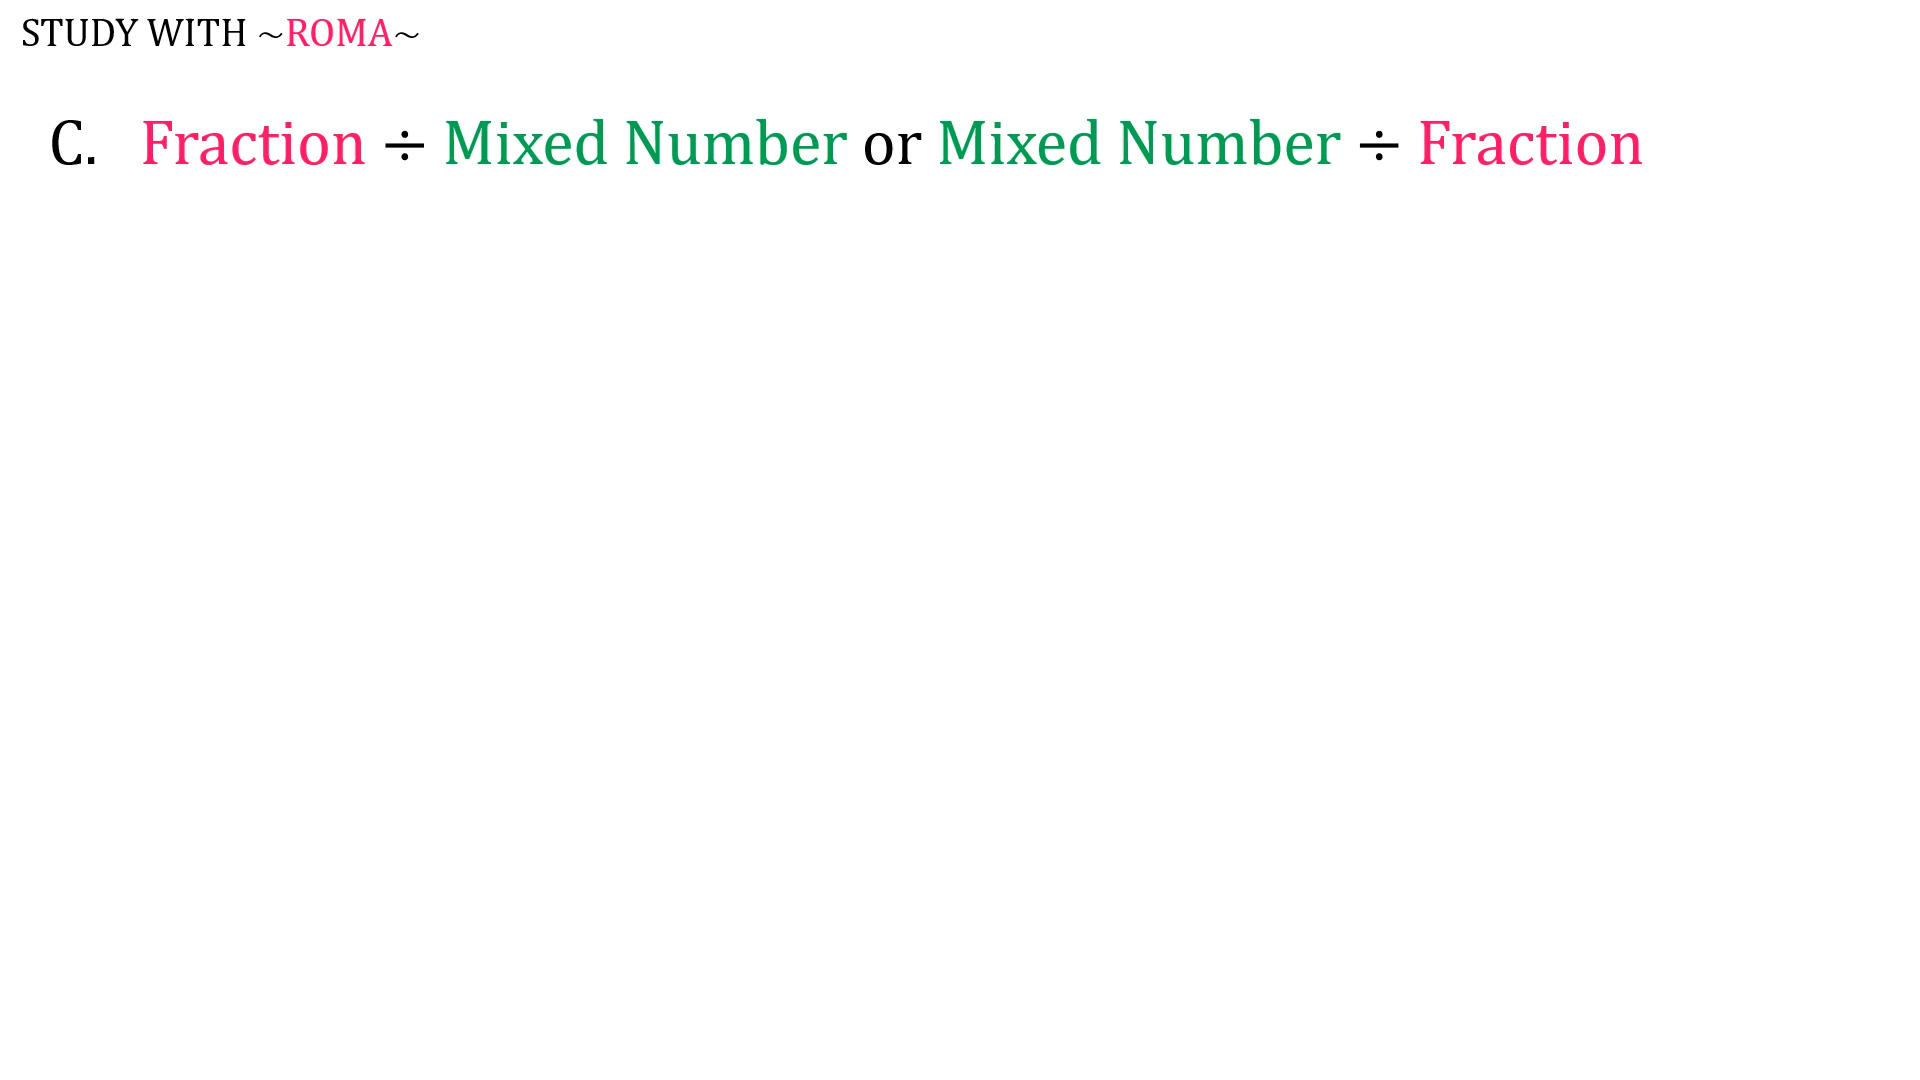 STUDY WITH ~ROMA~
C. Fraction ÷ Mixed Number or Mixed Number ÷ Fraction